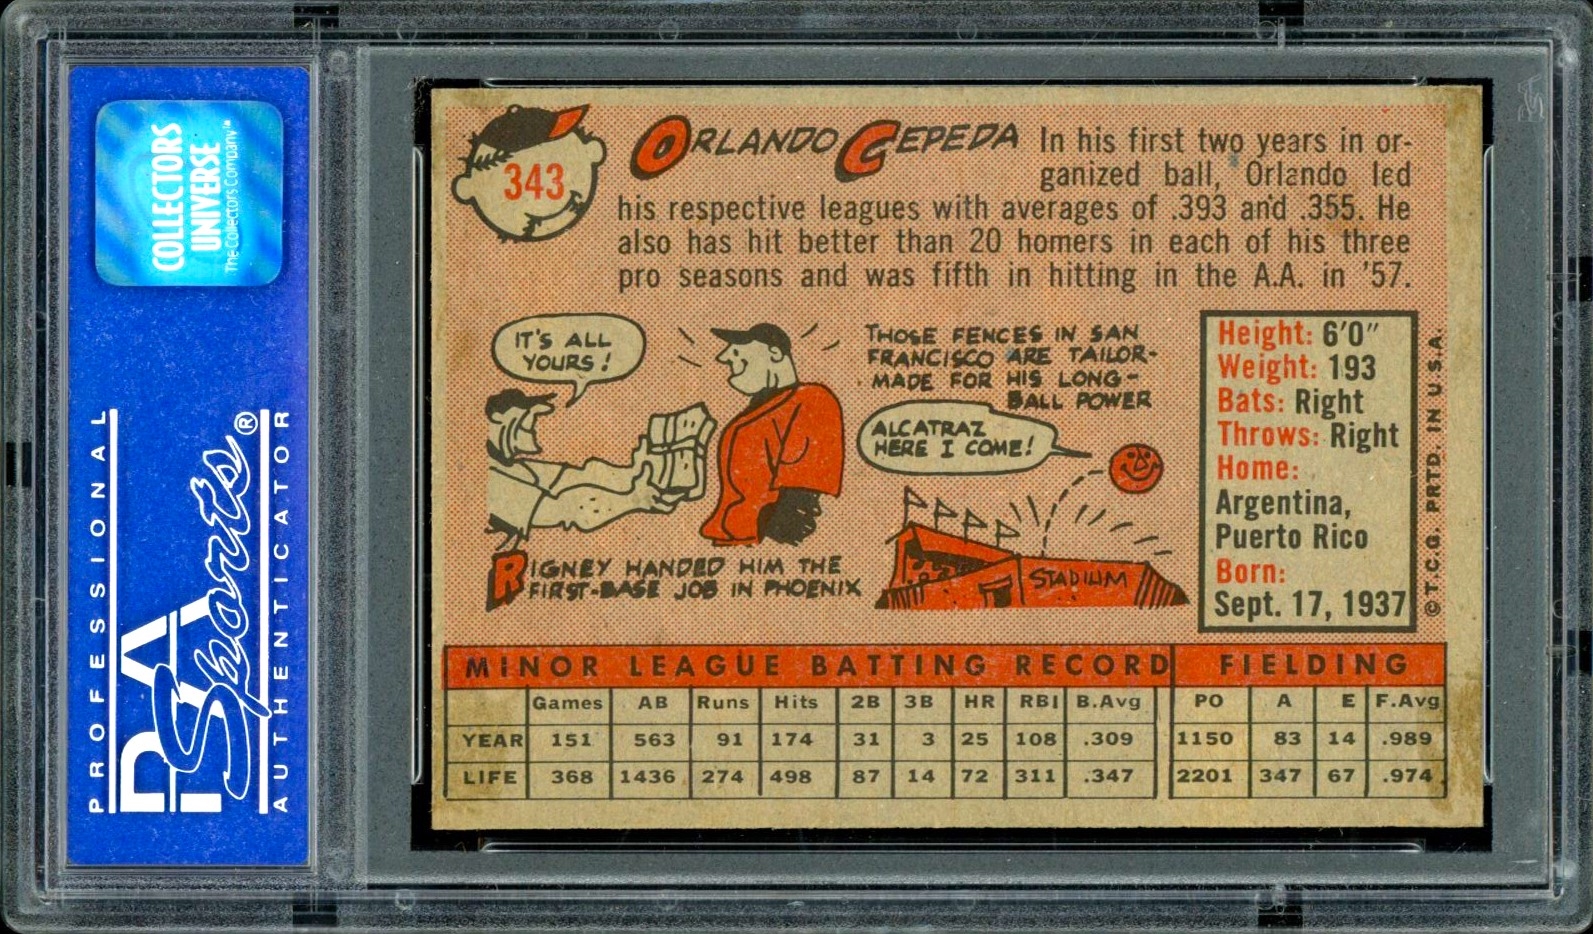 COLLECTORS
UNIVERSE
The Collectors Company™
PROFESSIONAL
PSA
Sports®
AUTHENTICATOR
343
ORLANDO CEPEDA
In his first two years in or-
ganized ball, Orlando led
his respective leagues with averages of .393 and .355. He
also has hit better than 20 homers in each of his three
pro seasons and was fifth in hitting in the A.A. in '57.
IT'S ALL
YOURS!
RIGNEY HANDED HIM THE
FIRST-BASE JOB IN PHOENIX
THOSE FENCES IN SAN
FRANCISCO ARE TAILOR-
MADE FOR HIS LONG-
BALL POWER
ALCATRAZ
HERE I COME!
STADIUM
Height: 6'0"
Weight: 193
Bats: Right
Throws: Right
Home:
Argentina,
Puerto Rico
Born:
Sept. 17, 1937
© T.C.G. PRTD. IN U.S.A.
MINOR LEAGUE BATTING RECORD FIELDING
Games AB Runs Hits 2B 3B HR RBI B.Avg PO A E F.Avg
YEAR 151 563 91 174 31 3 25 108 .309 1150 83 14 .989
LIFE 368 1436 274 498 87 14 72 311 .347 2201 347 67 .974